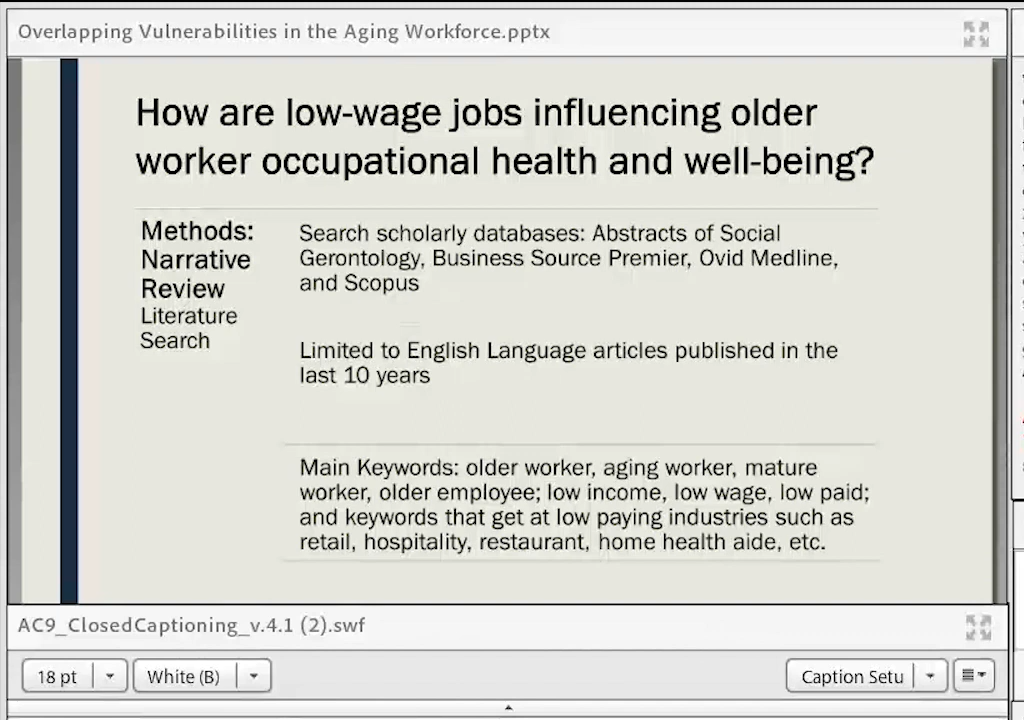 Overlapping Vulnerabilities in the Aging Workforce.pptx
How are low-wage jobs influencing older
worker occupational health and well-being?
Methods:
Narrative
Review
Literature
Search
Search scholarly databases: Abstracts of Social
Gerontology, Business Source Premier, Ovid Medline,
and Scopus
Limited to English Language articles published in the
last 10 years
Main Keywords: older worker, aging worker, mature
worker, older employee; low income, low wage, low paid;
and keywords that get at low paying industries such as
retail, hospitality, restaurant, home health aide, etc.
AC9_ClosedCaptioning_v.4.1 (2).swf
18 pt
White (B)
Caption Setu